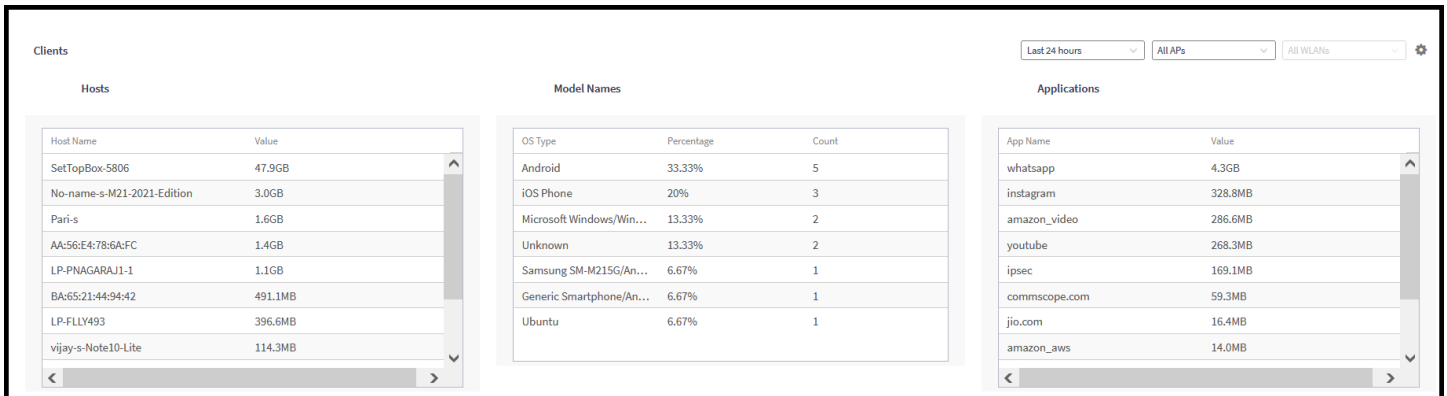 Clients
Last 24 hours All APs All WLANs
Hosts
Host Name Value
SetTopBox-5806 47.9GB
No-name-s-M21-2021-Edition 3.0GB
Pari-s 1.6GB
AA:56:E4:78:6A:FC 1.4GB
LP-PNAGARAJ1-1 1.1GB
BA:65:21:44:94:42 491.1MB
LP-FLLY493 396.6MB
vijay-s-Note10-Lite 114.3MB
Model Names
OS Type Percentage Count
Android 33.33% 5
iOS Phone 20% 3
Microsoft Windows/Win... 13.33% 2
Unknown 13.33% 2
Samsung SM-M215G/An... 6.67% 1
Generic Smartphone/An... 6.67% 1
Ubuntu 6.67% 1
Applications
App Name Value
whatsapp 4.3GB
instagram 328.8MB
amazon_video 286.6MB
youtube 268.3MB
ipsec 169.1MB
commscope.com 59.3MB
jio.com 16.4MB
amazon_aws 14.0MB